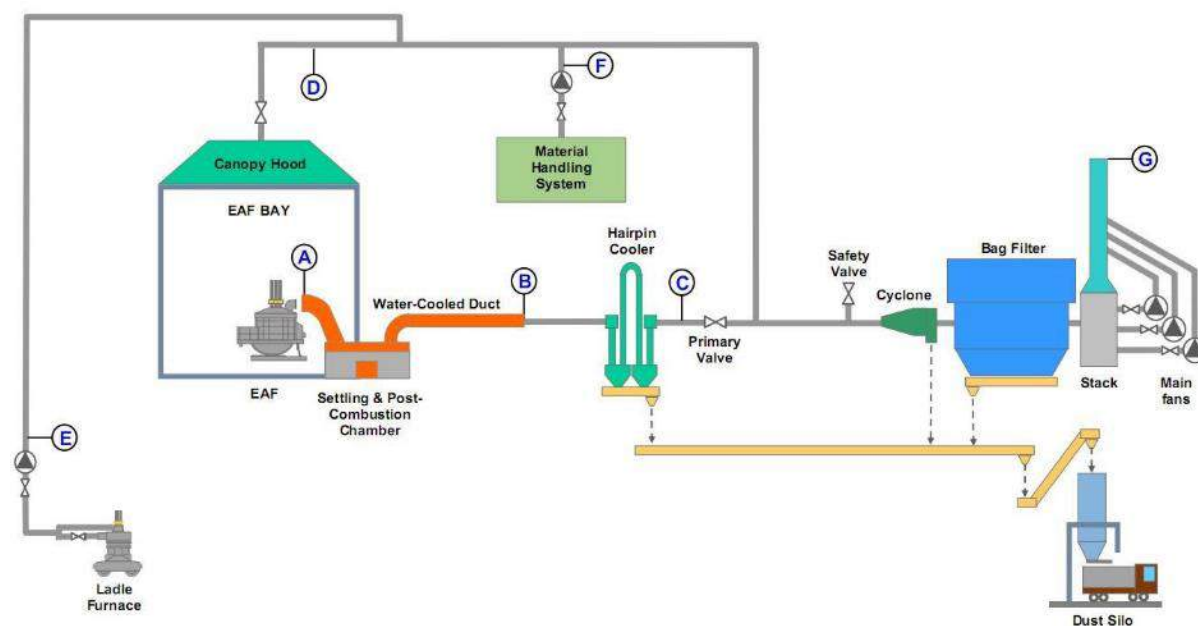 D
F
Canopy Hood
Material
Handling
System
G
EAF BAY
Hairpin
Cooler
Safety
Valve
Bag Filter
A
B
C
Water-Cooled Duct
Cyclone
Primary
Valve
EAF
Settling & Post-
Combustion
Chamber
Stack
Main
fans
E
Ladle
Furnace
Dust Silo